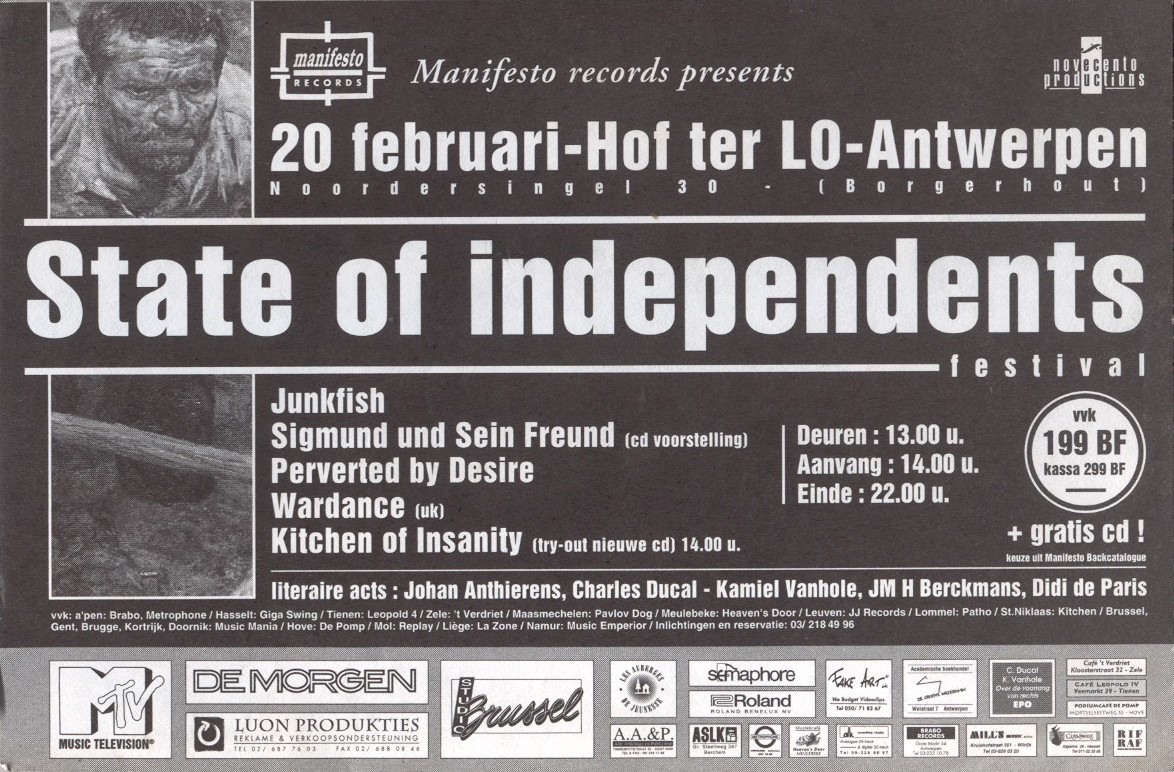 manifesto
RECORDS
Manifesto records presents
novecento
productions
20 februari-Hof ter LO-Antwerpen
Noordersingel 30 - (Borgerhout)
State of independents
festival
Junkfish
Sigmund und Sein Freund (cd voorstelling)
Perverted by Desire
Wardance (uk)
Kitchen of Insanity (try-out nieuwe cd) 14.00 u.
Deuren : 13.00 u.
Aanvang : 14.00 u.
Einde : 22.00 u.
vvk
199 BF
kassa 299 BF
+ gratis cd !
keuze uit Manifesto Backcatalogue
literaire acts : Johan Anthierens, Charles Ducal - Kamiel Vanhole, JM H Berckmans, Didi de Paris
vvk: a'pen: Brabo, Metrophone / Hasselt: Giga Swing / Tienen: Leopold 4 / Zele: 't Verdriet / Maasmechelen: Pavlov Dog / Meulebeke: Heaven's Door / Leuven: JJ Records / Lommel: Patho / St.Niklaas: Kitchen / Brussel,
Gent, Brugge, Kortrijk, Doornik: Music Mania / Hove: De Pomp / Mol: Replay / Liège: La Zone / Namur: Music Emperior / Inlichtingen en reservatie: 03/ 218 49 96
MTV
MUSIC TELEVISION®
DE MORGEN
LUON PRODUKTIES
REKLAME & VERKOOPSONDERSTEUNING
TEL 02/ 687 76 03 FAX 02/ 688 08 46
STUDIO
Brussel
LES AUBERGES
DE JEUNESSE
A.A.&P.
sémaphore
Roland
ROLAND BENELUX NV
ASLK
Gr. Steenweg 347
Berchem
Fake Art
No Budget Videoclips
Tel 050/ 71 82 67
Academische boekhandel
Wolstraat 7 Antwerpen
C. Ducal
K. Vanhole
Over de voorrang
van rechts
EPO
Café 't Verdriet
Kloosterstraat 32 - Zele
CAFÉ LEOPOLD IV
Veemarkt 39 - Tienen
PODIUMCAFÉ DE POMP
BRABO
RECORDS
MILL'S
RIF
RAF